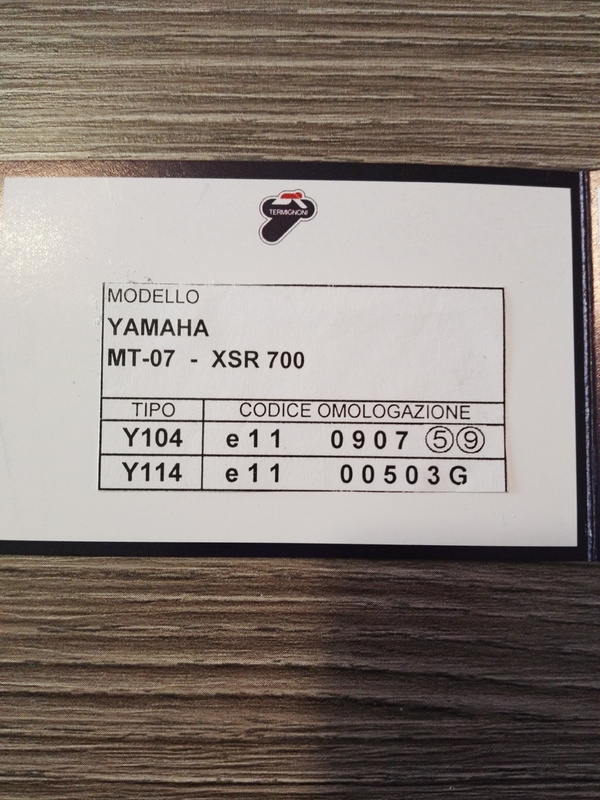 TERMIGNONI
MODELLO
YAMAHA
MT-07 - XSR 700
TIPO CODICE OMOLOGAZIONE
Y104 e11 0907 ⑤⑨
Y114 e11 00503G